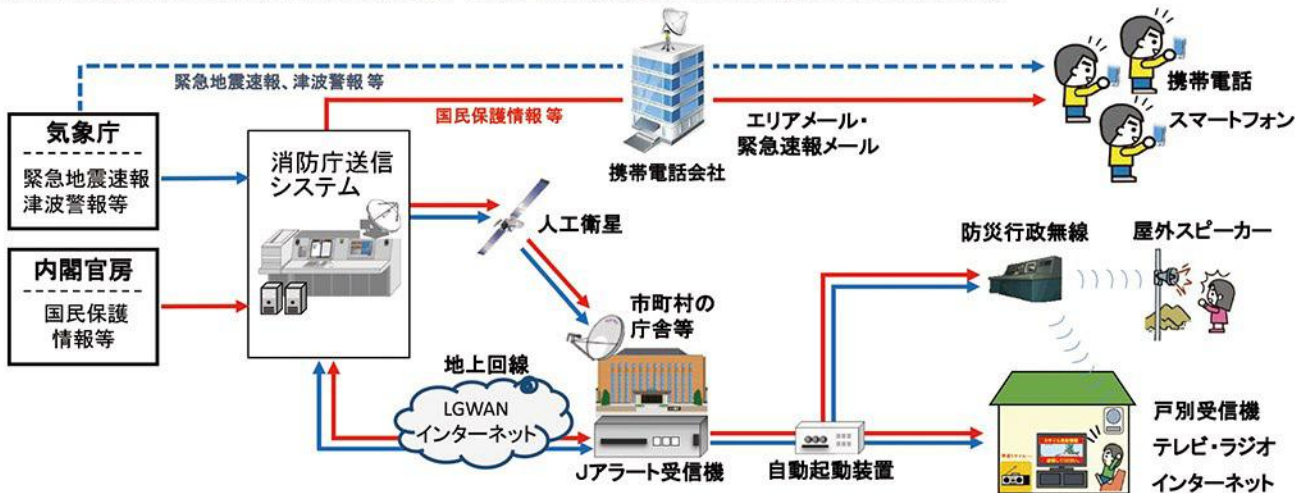 緊急地震速報、津波警報 等
国民保護情報 等
携帯電話会社
エリアメール・
緊急速報メール
携帯電話
スマートフォン
気象庁
緊急地震速報
津波警報等
内閣官房
国民保護
情報等
消防庁送信
システム
人工衛星
市町村の
庁舎等
地上回線
LGWAN
インターネット
Jアラート受信機
自動起動装置
防災行政無線
屋外スピーカー
戸別受信機
テレビ・ラジオ
インターネット